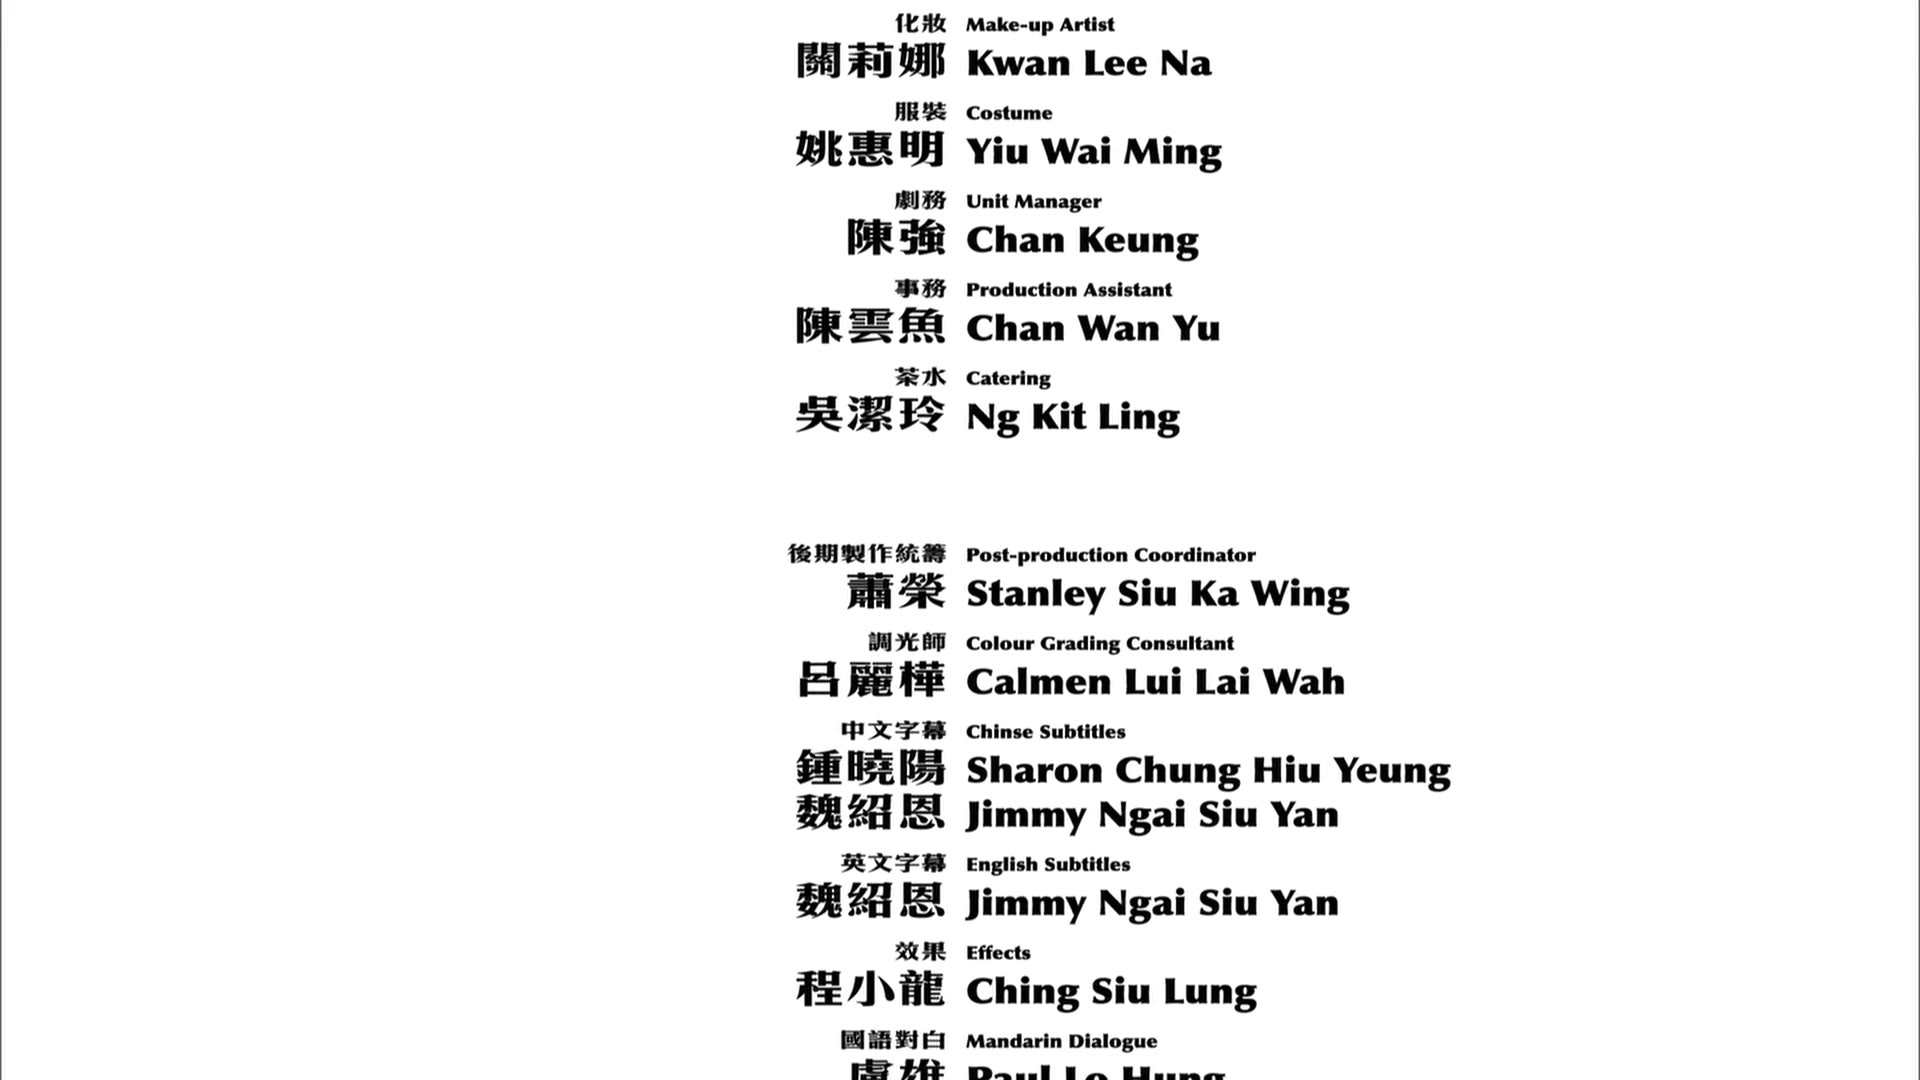 化妝 Make-up Artist
關莉娜 Kwan Lee Na
服裝 Costume
姚惠明 Yiu Wai Ming
劇務 Unit Manager
陳強 Chan Keung
事務 Production Assistant
陳雲魚 Chan Wan Yu
茶水 Catering
吳潔玲 Ng Kit Ling
後期製作統籌 Post-production Coordinator
蕭榮 Stanley Siu Ka Wing
調光師 Colour Grading Consultant
呂麗樺 Calmen Lui Lai Wah
中文字幕 Chinse Subtitles
鍾曉陽 Sharon Chung Hiu Yeung
魏紹恩 Jimmy Ngai Siu Yan
英文字幕 English Subtitles
魏紹恩 Jimmy Ngai Siu Yan
效果 Effects
程小龍 Ching Siu Lung
國語對白 Mandarin Dialogue
盧雄 Paul Lo Hung